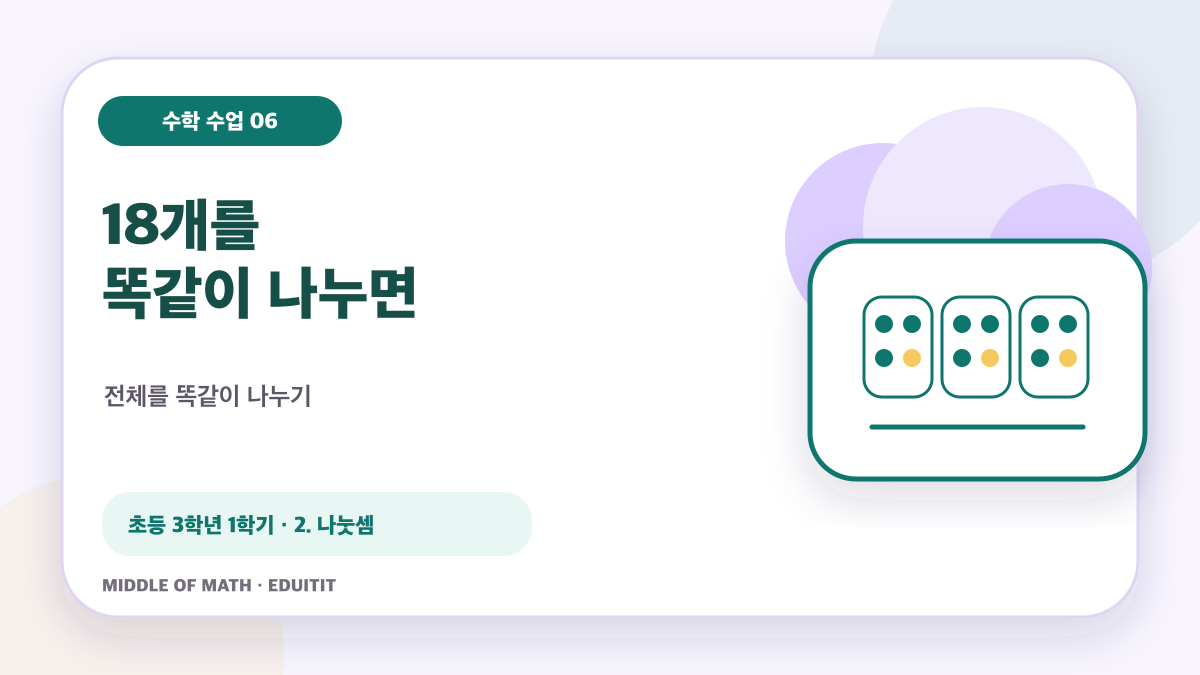 수학 수업 06
18개를
똑같이 나누면
전체를 똑같이 나누기
초등 3학년 1학기 · 2. 나눗셈
MIDDLE OF MATH · EDUITIT